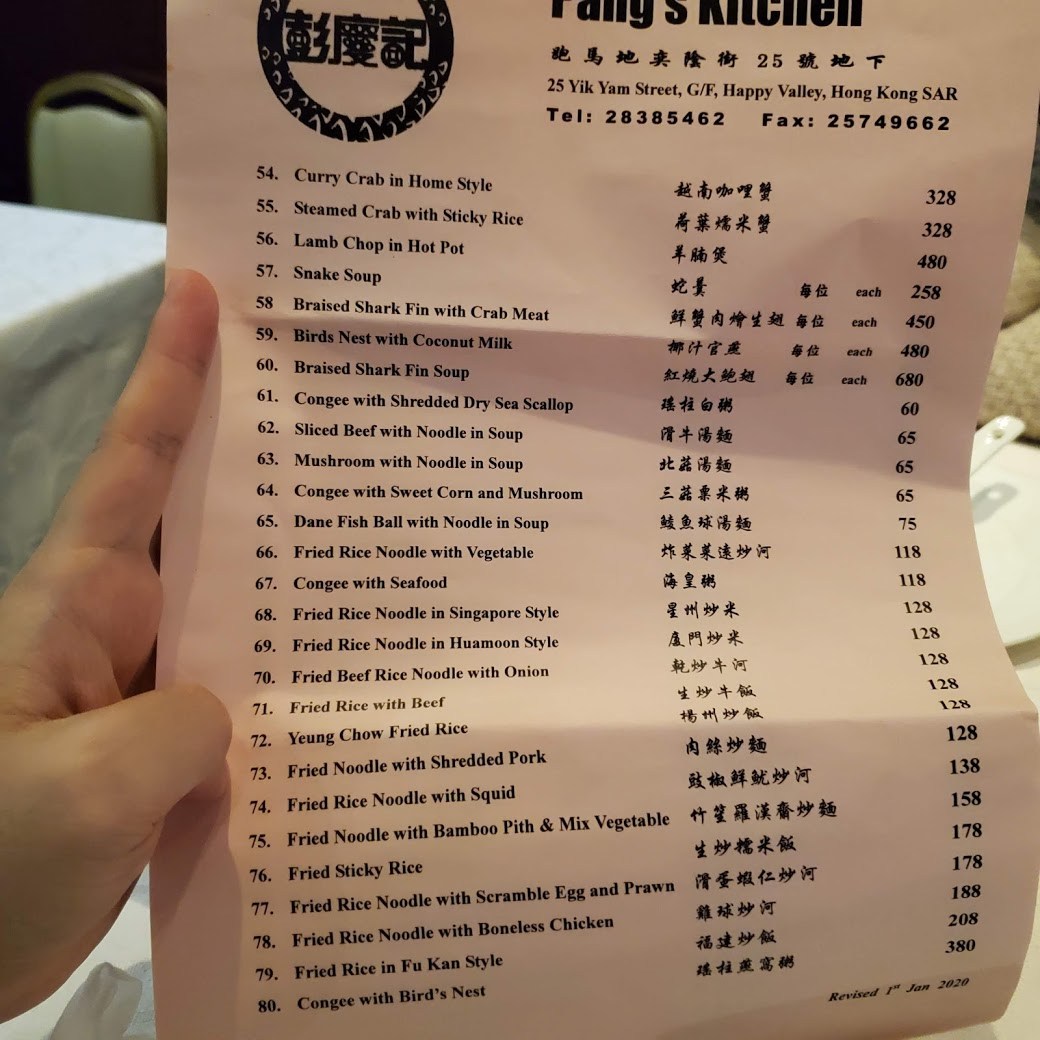 彭慶記
Pang's Kitchen
跑馬地奕蔭街25號地下
25 Yik Yam Street, G/F, Happy Valley, Hong Kong SAR
Tel: 28385462 Fax: 25749662
54. Curry Crab in Home Style 越南咖哩蟹 328
55. Steamed Crab with Sticky Rice 荷葉糯米蟹 328
56. Lamb Chop in Hot Pot 羊腩煲 480
57. Snake Soup 蛇羹 每位 each 258
58 Braised Shark Fin with Crab Meat 鮮蟹肉燴生翅 每位 each 450
59. Birds Nest with Coconut Milk 椰汁官燕 每位 each 480
60. Braised Shark Fin Soup 紅燒大鮑翅 每位 each 680
61. Congee with Shredded Dry Sea Scallop 瑤柱白粥 60
62. Sliced Beef with Noodle in Soup 滑牛湯麵 65
63. Mushroom with Noodle in Soup 北菇湯麵 65
64. Congee with Sweet Corn and Mushroom 三菇粟米粥 65
65. Dane Fish Ball with Noodle in Soup 鯪魚球湯麵 75
66. Fried Rice Noodle with Vegetable 炸菜菜遠炒河 118
67. Congee with Seafood 海皇粥 118
68. Fried Rice Noodle in Singapore Style 星州炒米 128
69. Fried Rice Noodle in Huamoon Style 廈門炒米 128
70. Fried Beef Rice Noodle with Onion 乾炒牛河 128
71. Fried Rice with Beef 生炒牛飯 128
72. Yeung Chow Fried Rice 楊州炒飯 128
73. Fried Noodle with Shredded Pork 肉絲炒麵 128
74. Fried Rice Noodle with Squid 豉椒鮮魷炒河 138
75. Fried Noodle with Bamboo Pith & Mix Vegetable 竹笙羅漢齋炒麵 158
76. Fried Sticky Rice 生炒糯米飯 178
77. Fried Rice Noodle with Scramble Egg and Prawn 滑蛋蝦仁炒河 178
78. Fried Rice Noodle with Boneless Chicken 雞球炒河 188
79. Fried Rice in Fu Kan Style 福建炒飯 208
80. Congee with Bird's Nest 瑤柱燕窩粥 380
Revised 1st Jan 2020